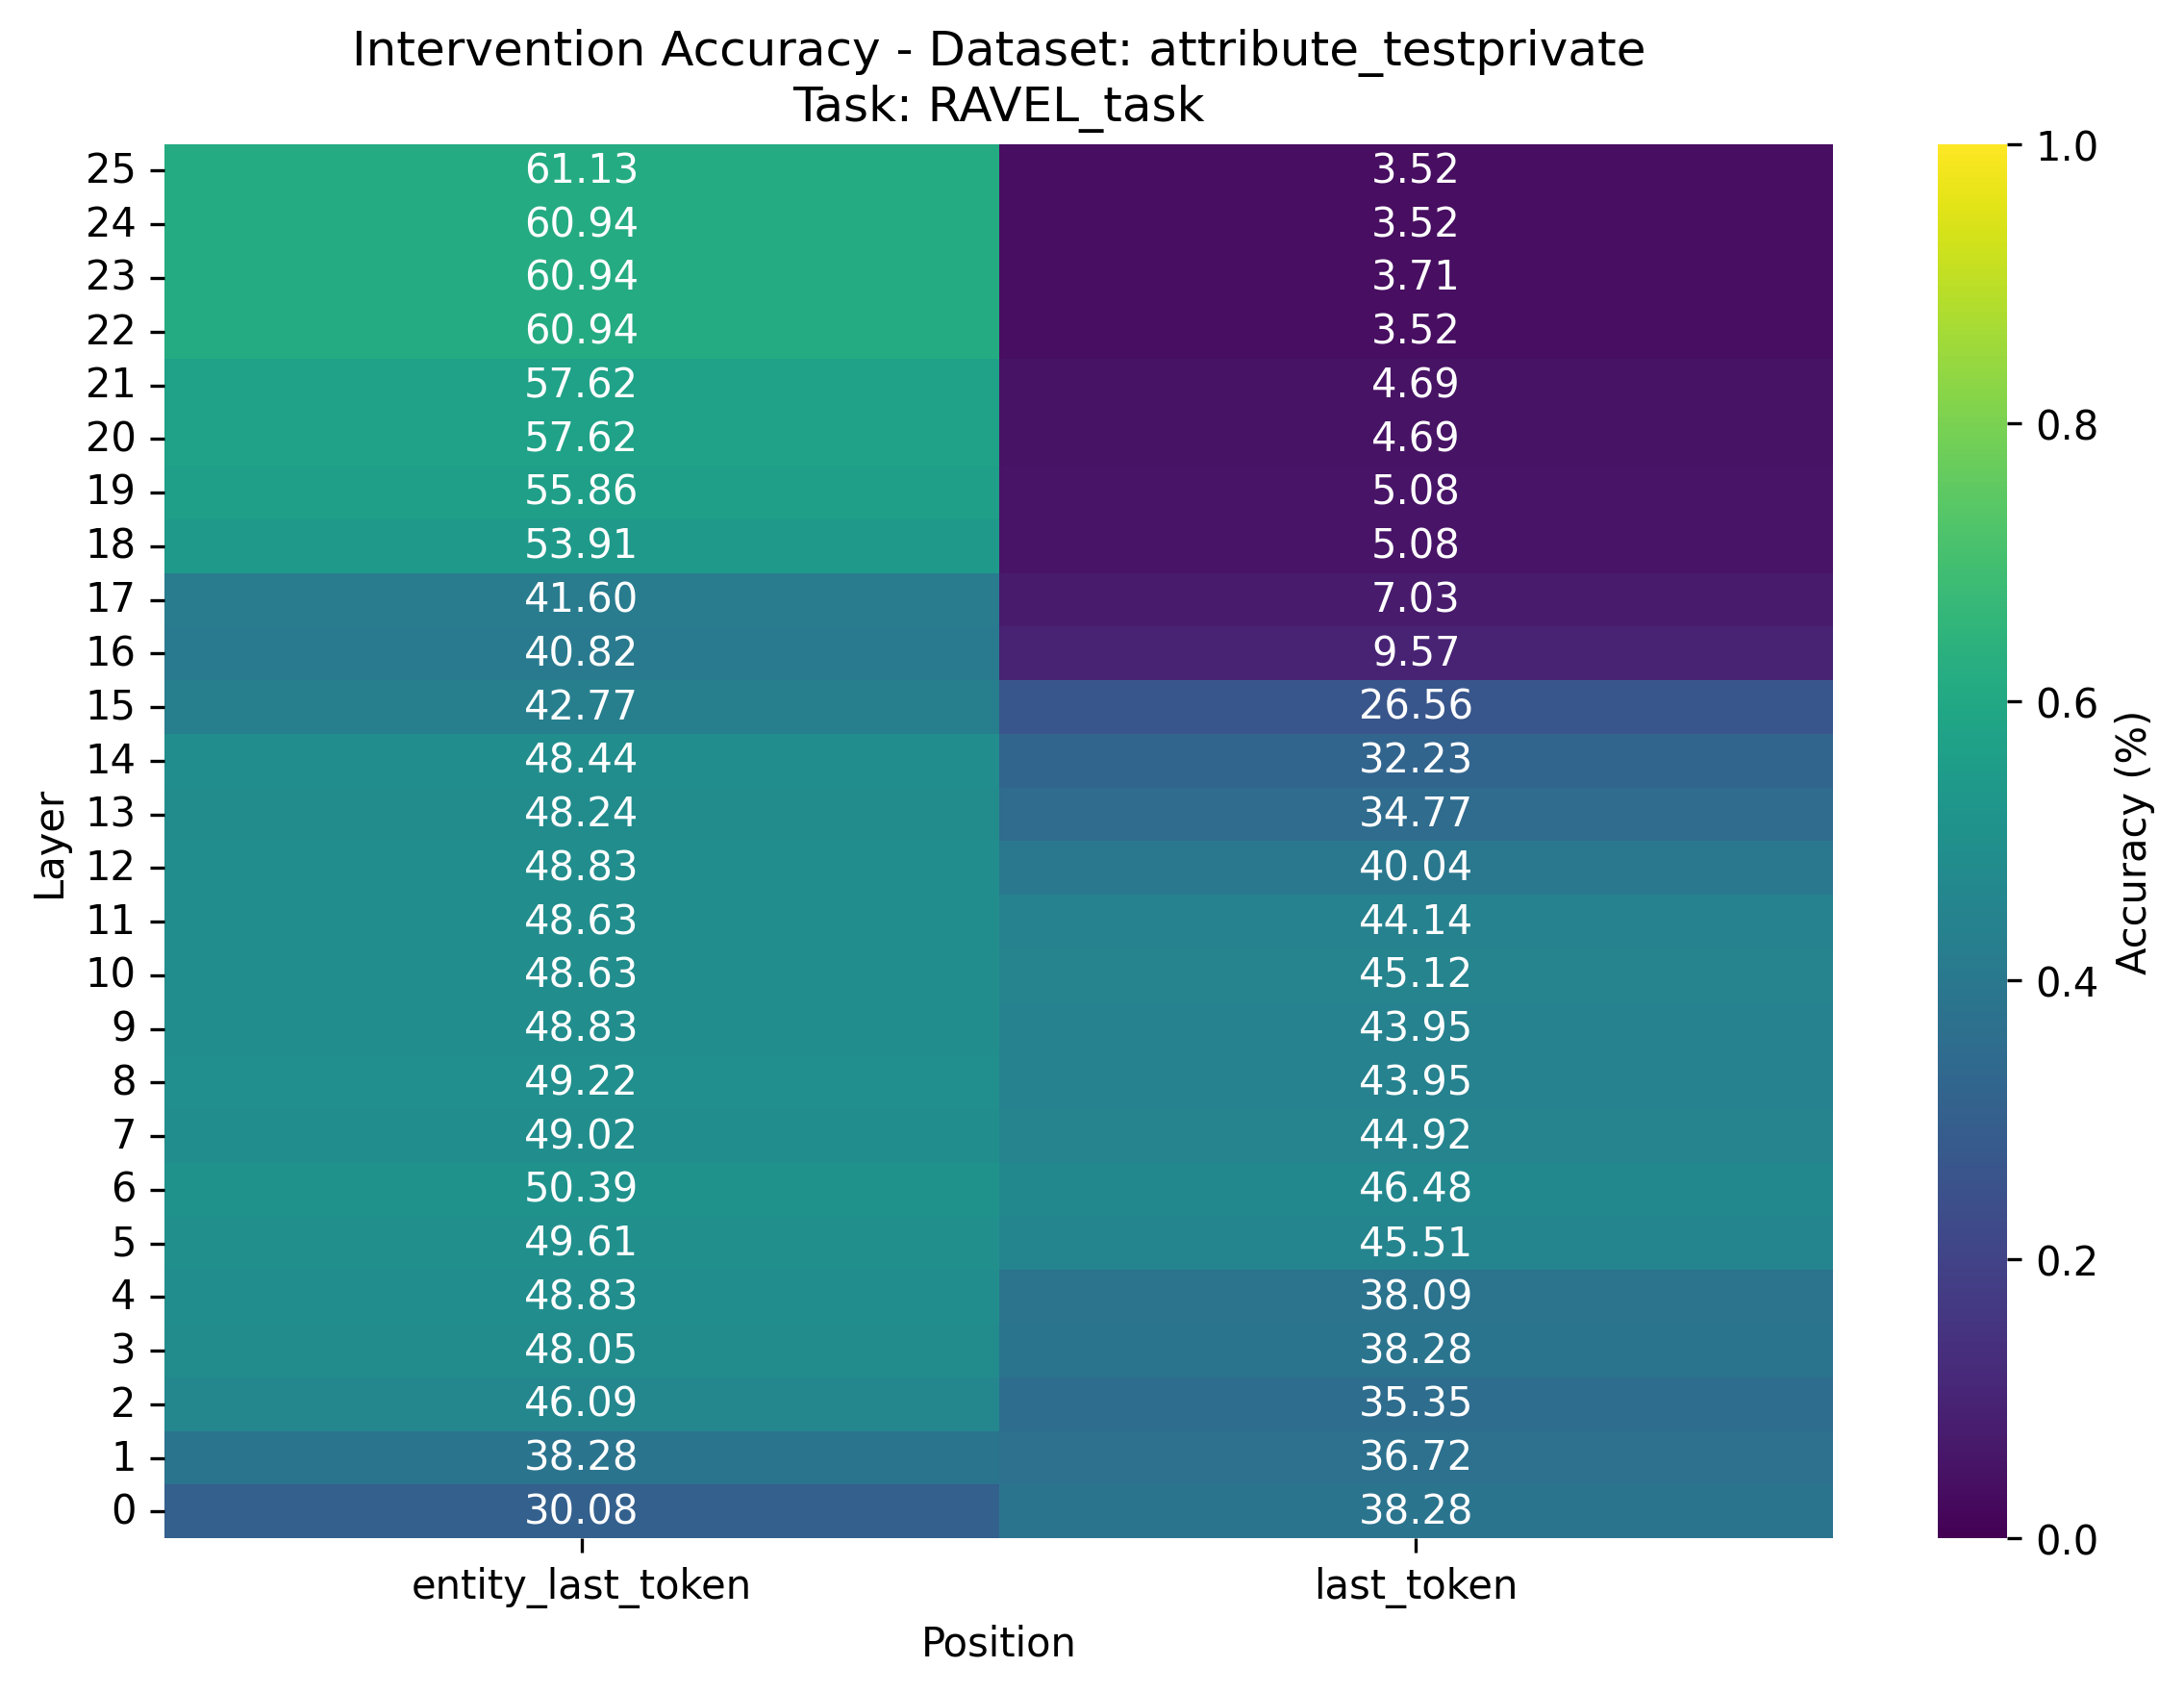 Intervention Accuracy - Dataset: attribute_testprivate
Task: RAVEL_task
25 61.13 3.52
24 60.94 3.52
23 60.94 3.71
22 60.94 3.52
21 57.62 4.69
20 57.62 4.69
19 55.86 5.08
18 53.91 5.08
17 41.60 7.03
16 40.82 9.57
15 42.77 26.56
14 48.44 32.23
13 48.24 34.77
12 48.83 40.04
11 48.63 44.14
10 48.63 45.12
9 48.83 43.95
8 49.22 43.95
7 49.02 44.92
6 50.39 46.48
5 49.61 45.51
4 48.83 38.09
3 48.05 38.28
2 46.09 35.35
1 38.28 36.72
0 30.08 38.28
entity_last_token last_token
Position
Layer
1.0
0.8
0.6
0.4
0.2
0.0
Accuracy (%)